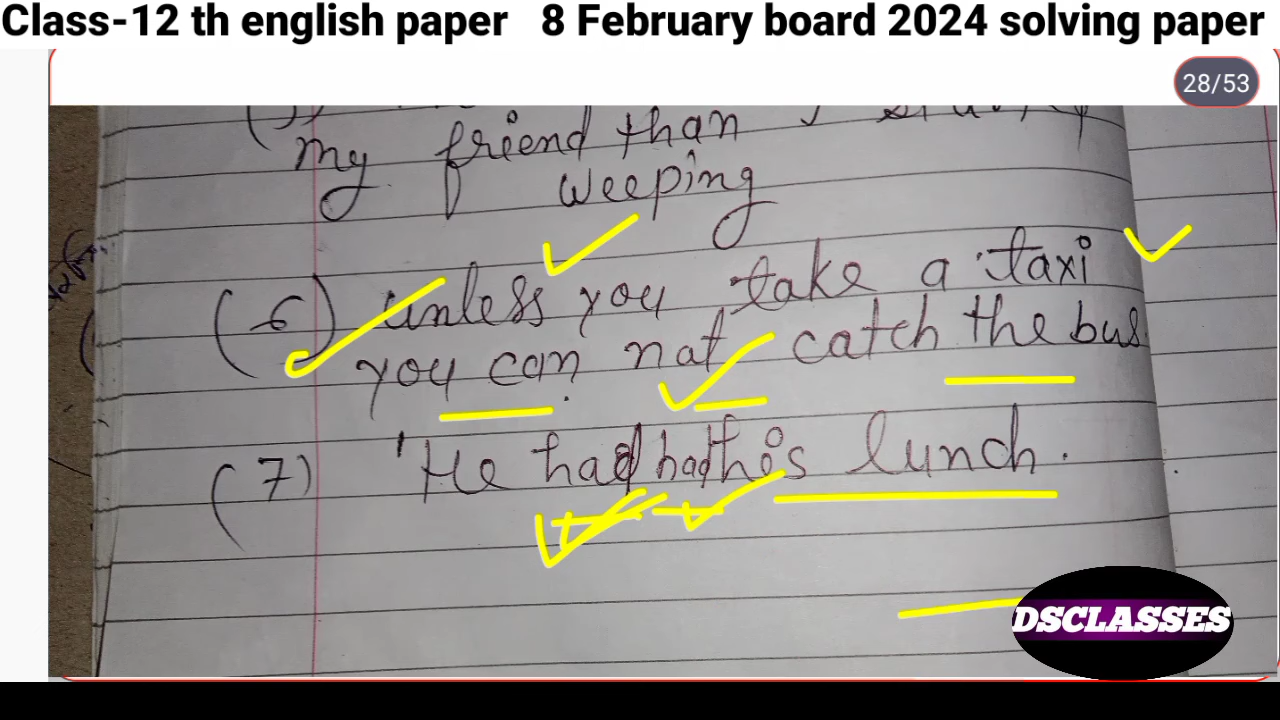 Class-12 th english paper 8 February board 2024 solving paper
28/53
my friend than I
weeping
(6) unless you take a taxi
you can nat catch the bus
(7) 'He had had his lunch.
DSCLASSES